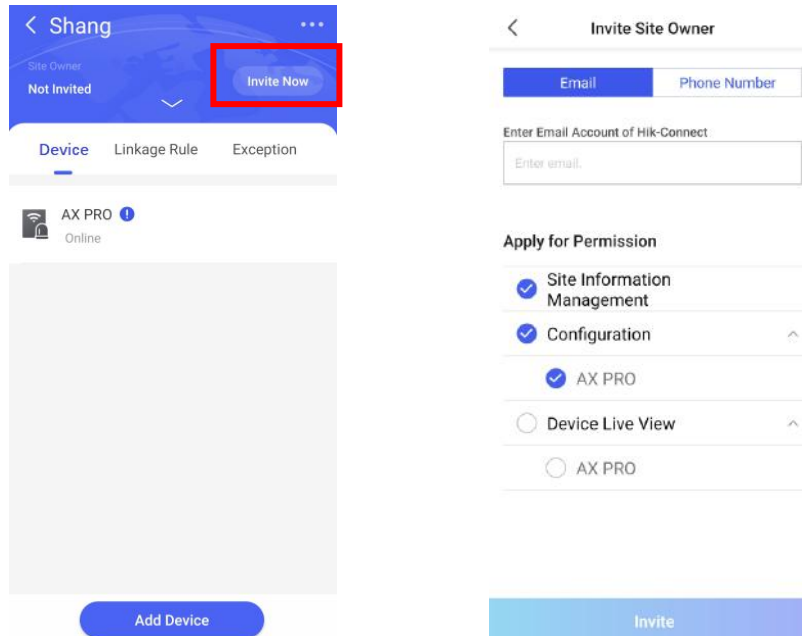 Shang
Site Owner
Not Invited
Invite Now
Device Linkage Rule Exception
AX PRO
Online
Add Device
Invite Site Owner
Email Phone Number
Enter Email Account of Hik-Connect
Enter email.
Apply for Permission
Site Information
Management
Configuration
AX PRO
Device Live View
AX PRO
Invite